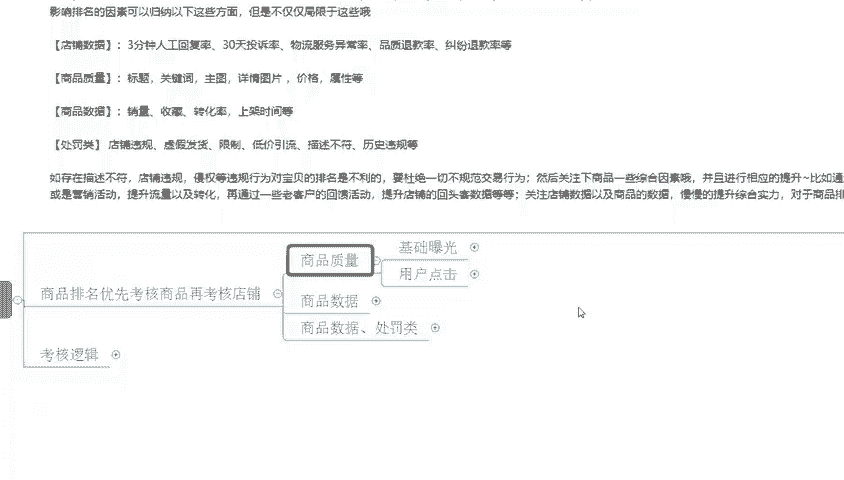 影响排名的因素可以归纳以下这些方面，但是不仅仅局限于这些哦
【店铺数据】：3分钟人工回复率、30天投诉率、物流服务异常率、品质退款率、纠纷退款率等
【商品质量】：标题，关键词，主图，详情图片，价格，属性等
【商品数据】：销量、收藏、转化率，上架时间等
【处罚类】 店铺违规、虚假发货、限制、低价引流、描述不符、历史违规等
如存在描述不符，店铺违规，侵权等违规行为对宝贝的排名是不利的，要杜绝一切不规范交易行为；然后关注下商品一些综合因素哦，并且进行相应的提升~比如通
或是营销活动，提升流量以及转化，再通过一些老客户的回馈活动，提升店铺的回头客数据等等；关注店铺数据以及商品的数据，慢慢的提升综合实力，对于商品排
基础曝光
商品质量
用户点击
商品排名优先考核商品再考核店铺
商品数据
商品数据、处罚类
考核逻辑